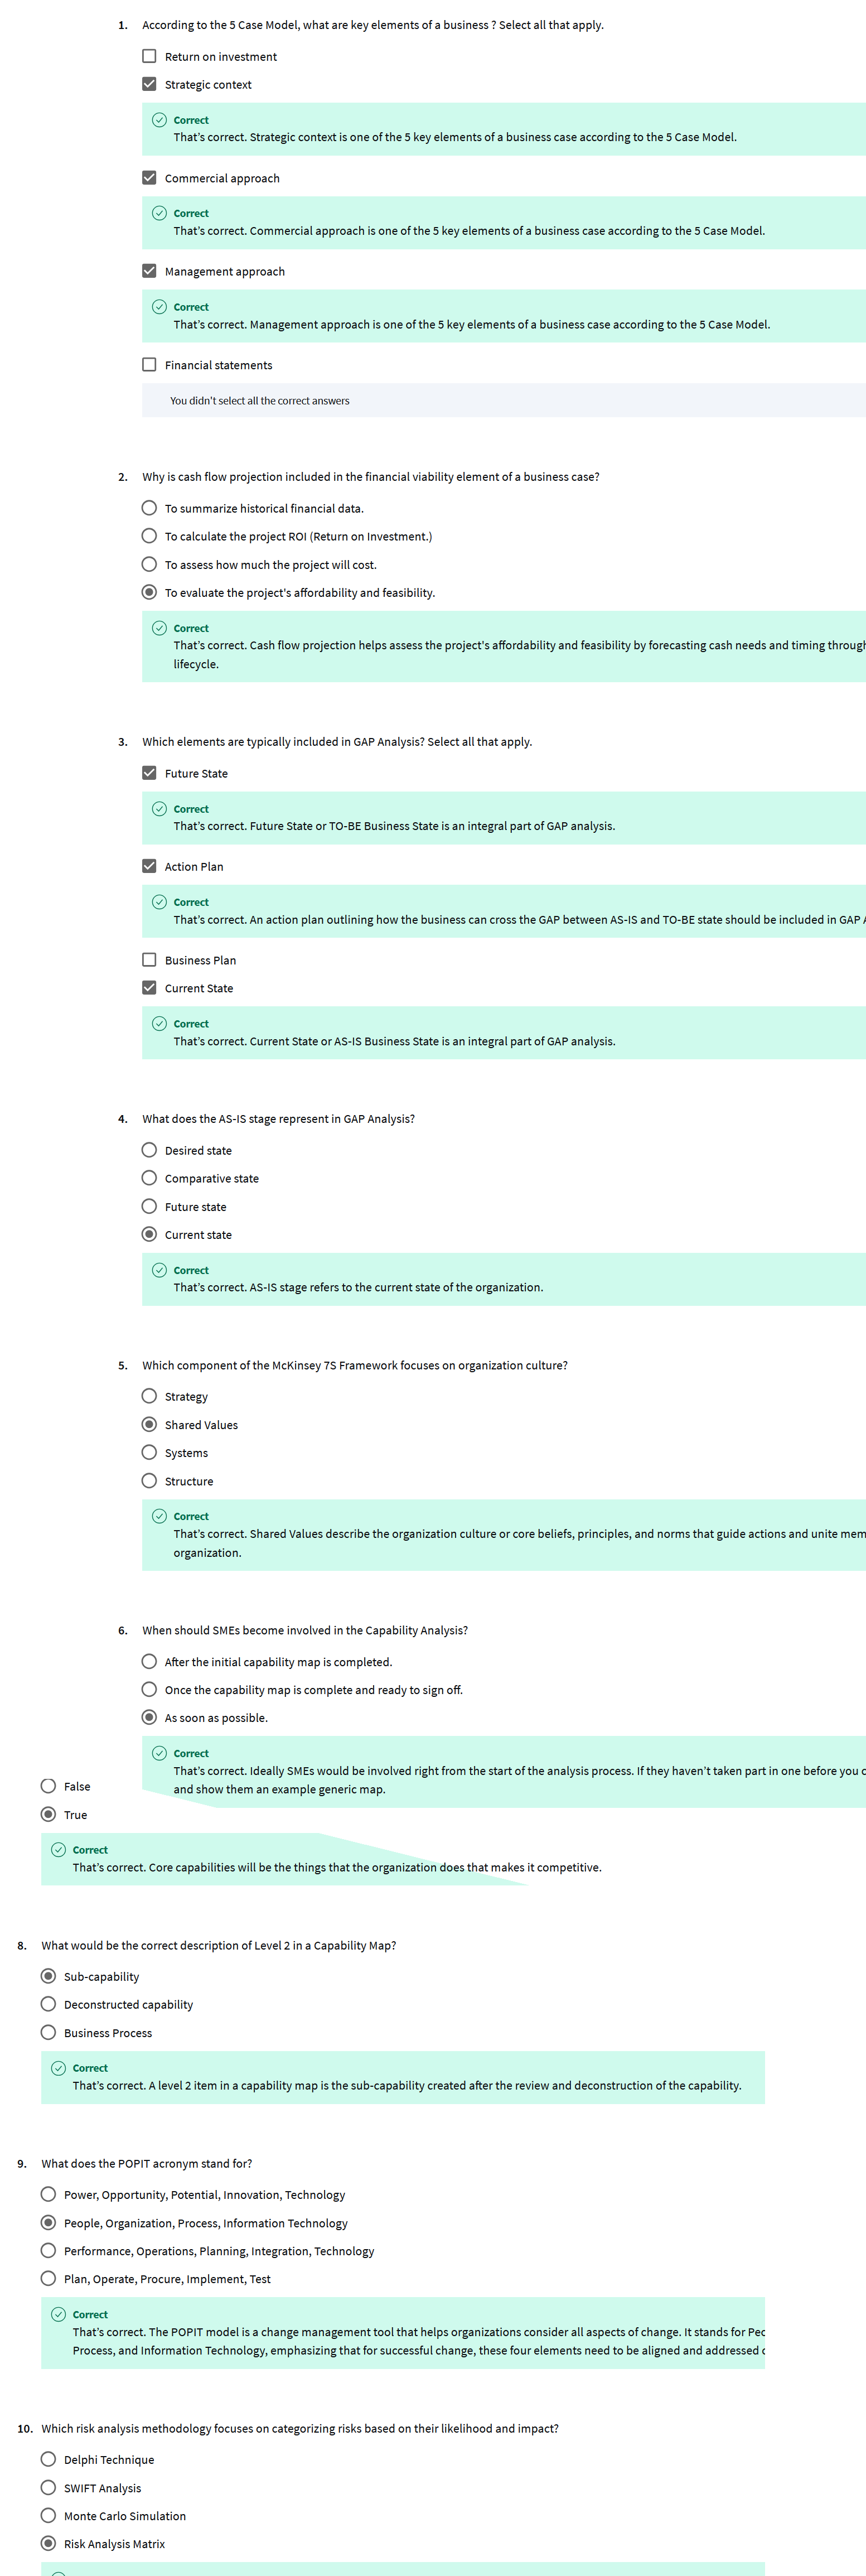 1. According to the 5 Case Model, what are key elements of a business ? Select all that apply.
Return on investment
Strategic context
Correct
That's correct. Strategic context is one of the 5 key elements of a business case according to the 5 Case Model.
Commercial approach
Correct
That's correct. Commercial approach is one of the 5 key elements of a business case according to the 5 Case Model.
Management approach
Correct
That's correct. Management approach is one of the 5 key elements of a business case according to the 5 Case Model.
Financial statements
You didn't select all the correct answers
2. Why is cash flow projection included in the financial viability element of a business case?
To summarize historical financial data.
To calculate the project ROI (Return on Investment.)
To assess how much the project will cost.
To evaluate the project's affordability and feasibility.
Correct
That's correct. Cash flow projection helps assess the project's affordability and feasibility by forecasting cash needs and timing through
lifecycle.
3. Which elements are typically included in GAP Analysis? Select all that apply.
Future State
Correct
That's correct. Future State or TO-BE Business State is an integral part of GAP analysis.
Action Plan
Correct
That's correct. An action plan outlining how the business can cross the GAP between AS-IS and TO-BE state should be included in GAP
Business Plan
Current State
Correct
That's correct. Current State or AS-IS Business State is an integral part of GAP analysis.
4. What does the AS-IS stage represent in GAP Analysis?
Desired state
Comparative state
Future state
Current state
Correct
That's correct. AS-IS stage refers to the current state of the organization.
5. Which component of the McKinsey 7S Framework focuses on organization culture?
Strategy
Shared Values
Systems
Structure
Correct
That's correct. Shared Values describe the organization culture or core beliefs, principles, and norms that guide actions and unite mem
organization.
6. When should SMEs become involved in the Capability Analysis?
After the initial capability map is completed.
Once the capability map is complete and ready to sign off.
As soon as possible.
Correct
That's correct. Ideally SMEs would be involved right from the start of the analysis process. If they haven't taken part in one before you
and show them an example generic map.
False
True
Correct
That's correct. Core capabilities will be the things that the organization does that makes it competitive.
8. What would be the correct description of Level 2 in a Capability Map?
Sub-capability
Deconstructed capability
Business Process
Correct
That's correct. A level 2 item in a capability map is the sub-capability created after the review and deconstruction of the capability.
9. What does the POPIT acronym stand for?
Power, Opportunity, Potential, Innovation, Technology
People, Organization, Process, Information Technology
Performance, Operations, Planning, Integration, Technology
Plan, Operate, Procure, Implement, Test
Correct
That's correct. The POPIT model is a change management tool that helps organizations consider all aspects of change. It stands for
Process, and Information Technology, emphasizing that for successful change, these four elements need to be aligned and addressed
10. Which risk analysis methodology focuses on categorizing risks based on their likelihood and impact?
Delphi Technique
SWIFT Analysis
Monte Carlo Simulation
Risk Analysis Matrix